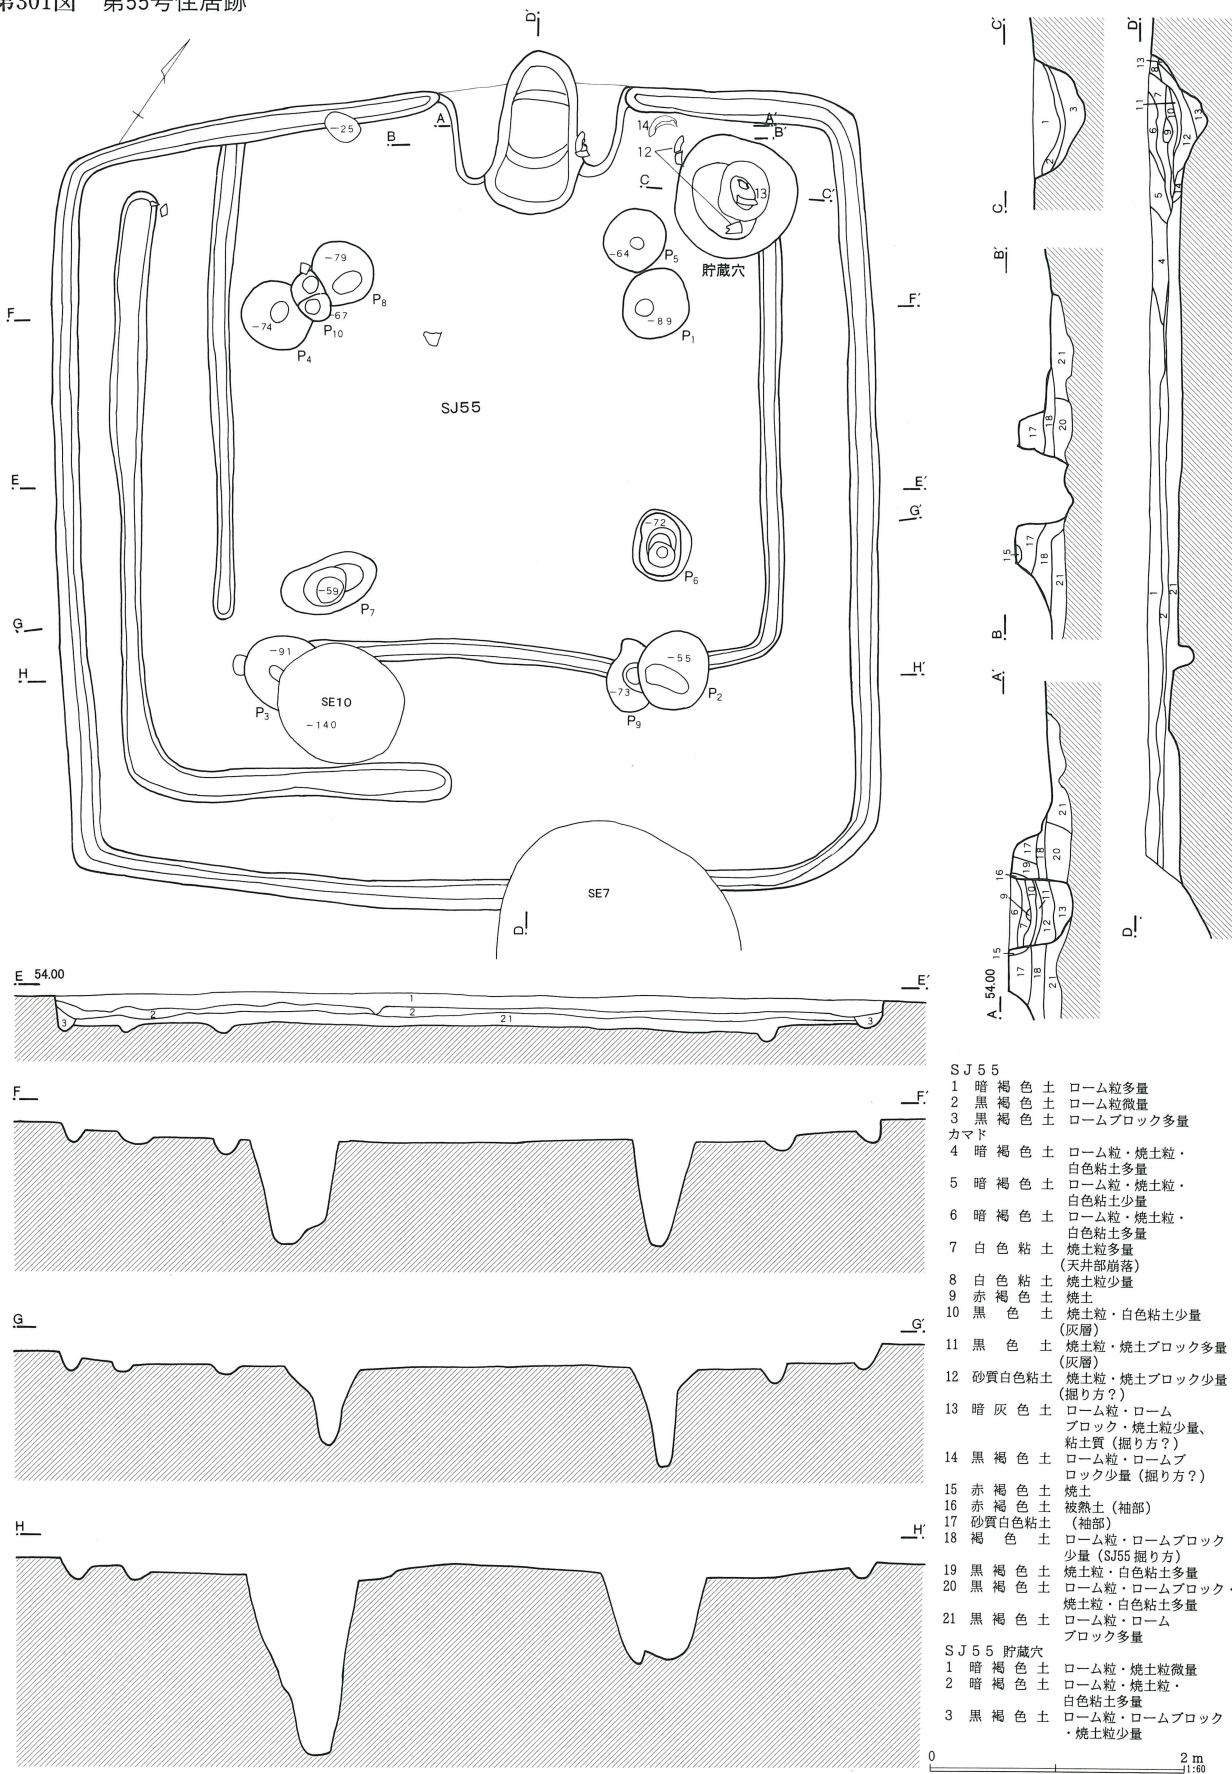 第301図 第55号住居跡
D′
A
A′
B
B′
C
C′
-25
14
12
13
貯蔵穴
-64
P5
-89
P1
-79
P8
-67
P10
-74
P4
F
F′
SJ55
E
E′
G′
-72
P6
-59
P7
G
H
H′
-91
P3
SE10
-140
-73
P9
-55
P2
SE7
D
C′
1
2
3
C
D′
13
8
11
7
6
10
9
12
13
5
14
4
1
2
21
D
B′
21
17
18
20
15
17
18
21
B
A′
21
17
18
20
19
16
9
10
11
6
7
12
13
15
17
18
21
A 54.00
E 54.00
E′
1
2
2
21
3
3
F
F′
G
G′
H
H′
SJ55
1 暗褐色土 ローム粒多量
2 黒褐色土 ローム粒微量
3 黒褐色土 ロームブロック多量
カマド
4 暗褐色土 ローム粒・焼土粒・
白色粘土多量
5 暗褐色土 ローム粒・焼土粒・
白色粘土少量
6 暗褐色土 ローム粒・焼土粒・
白色粘土多量
7 白色粘土 焼土粒多量
(天井部崩落)
8 白色粘土 焼土粒少量
9 赤褐色土 焼土
10 黒色土 焼土粒・白色粘土少量
(灰層)
11 黒色土 焼土粒・焼土ブロック多量
(灰層)
12 砂質白色粘土 焼土粒・焼土ブロック少量
(掘り方?)
13 暗灰色土 ローム粒・ローム
ブロック・焼土粒少量、
粘土質(掘り方?)
14 黒褐色土 ローム粒・ロームブ
ロック少量(掘り方?)
15 赤褐色土 焼土
16 赤褐色土 被熱土(袖部)
17 砂質白色粘土 (袖部)
18 褐色土 ローム粒・ロームブロック
少量(SJ55掘り方)
19 黒褐色土 焼土粒・白色粘土多量
20 黒褐色土 ローム粒・ロームブロック・
焼土粒・白色粘土多量
21 黒褐色土 ローム粒・ローム
ブロック多量
SJ55 貯蔵穴
1 暗褐色土 ローム粒・焼土粒微量
2 暗褐色土 ローム粒・焼土粒・
白色粘土多量
3 黒褐色土 ローム粒・ロームブロック
・焼土粒少量
0 2m
1:60